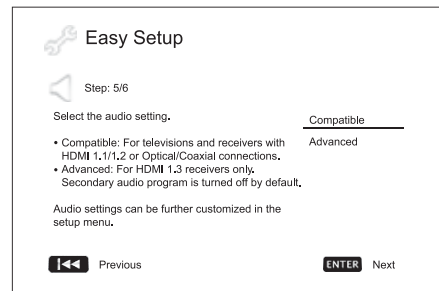 Easy Setup
Step: 5/6
Select the audio setting.
• Compatible: For televisions and receivers with
HDMI 1.1/1.2 or Optical/Coaxial connections.
• Advanced: For HDMI 1.3 receivers only.
Secondary audio program is turned off by default.
Audio settings can be further customized in the
setup menu.
Compatible
Advanced
Previous
ENTER Next